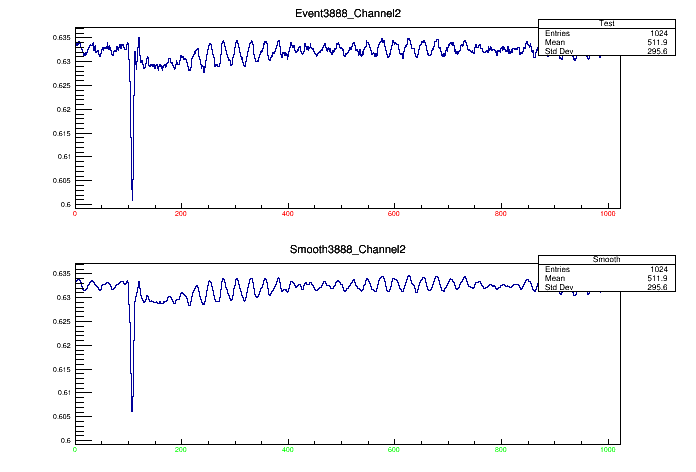 Event3888_Channel2
Test
Entries 1024
Mean 511.9
Std Dev 295.6
0.635
0.63
0.625
0.62
0.615
0.61
0.605
0.6
0 200 400 600 800 1000
Smooth3888_Channel2
Smooth
Entries 1024
Mean 511.9
Std Dev 295.6
0.635
0.63
0.625
0.62
0.615
0.61
0.605
0.6
0 200 400 600 800 1000